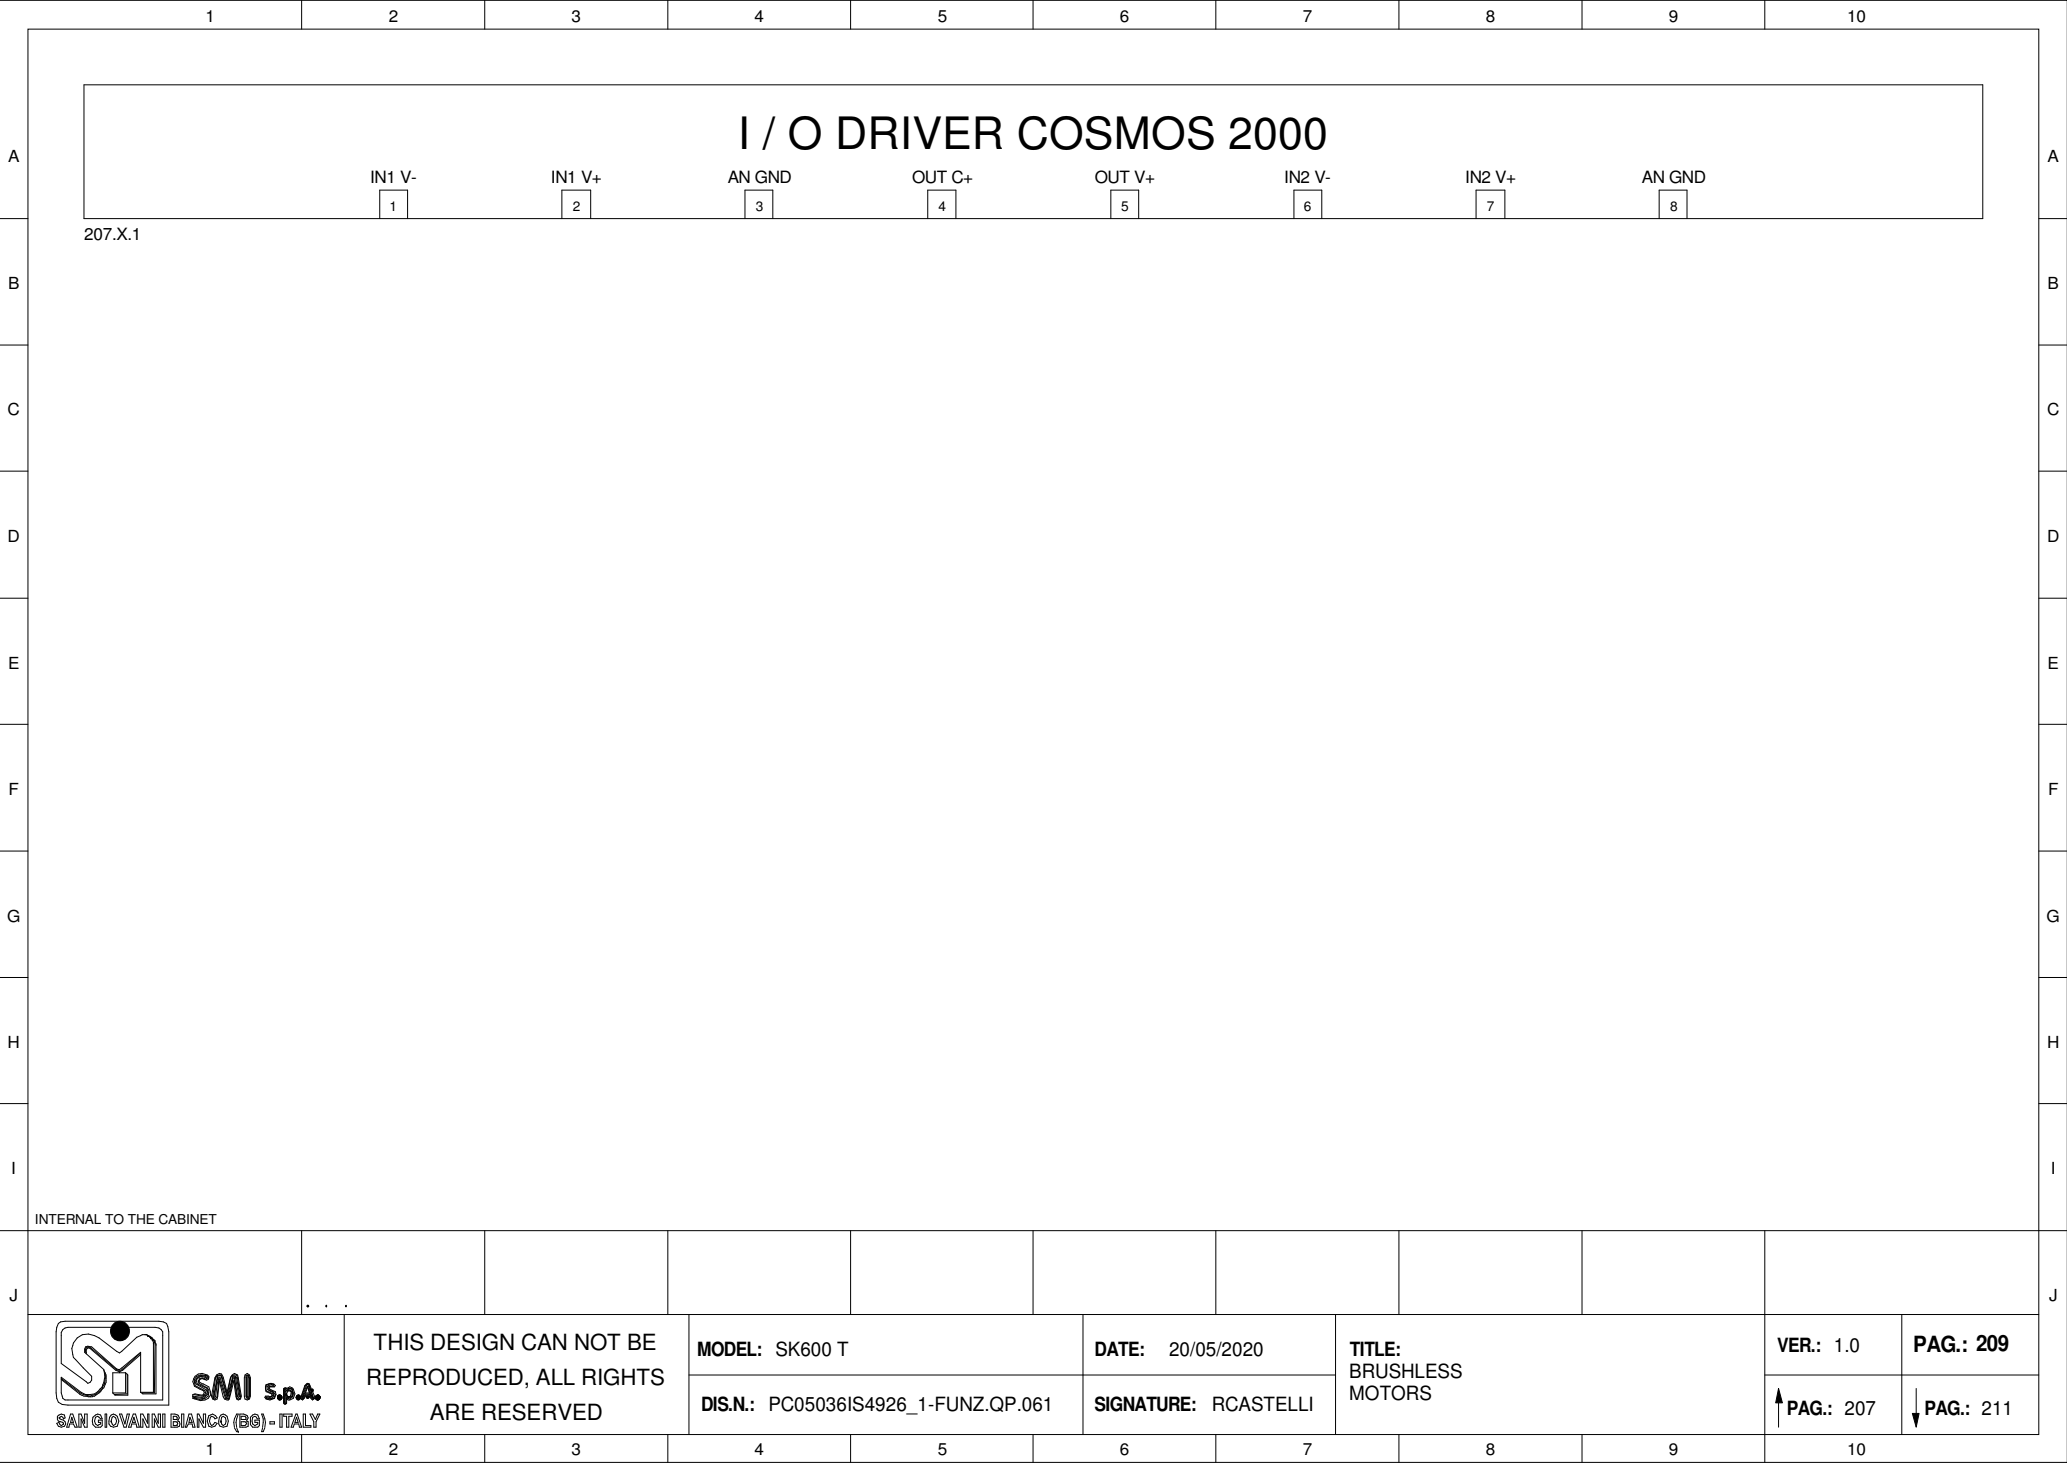 1 2 3 4 5 6 7 8 9 10
I / O DRIVER COSMOS 2000
A A
IN1 V- IN1 V+ AN GND OUT C+ OUT V+ IN2 V- IN2 V+ AN GND
1 2 3 4 5 6 7 8
207.X.1
B B
C C
D D
E E
F F
G G
H H
I I
INTERNAL TO THE CABINET
J J
. . .
SMI S.p.A.
SAN GIOVANNI BIANCO (BG) - ITALY
THIS DESIGN CAN NOT BE
REPRODUCED, ALL RIGHTS
ARE RESERVED
MODEL: SK600 T
DIS.N.: PC05036IS4926_1-FUNZ.QP.061
DATE: 20/05/2020
SIGNATURE: RCASTELLI
TITLE:
BRUSHLESS
MOTORS
VER.: 1.0
PAG.: 209
PAG.: 207
PAG.: 211
1 2 3 4 5 6 7 8 9 10